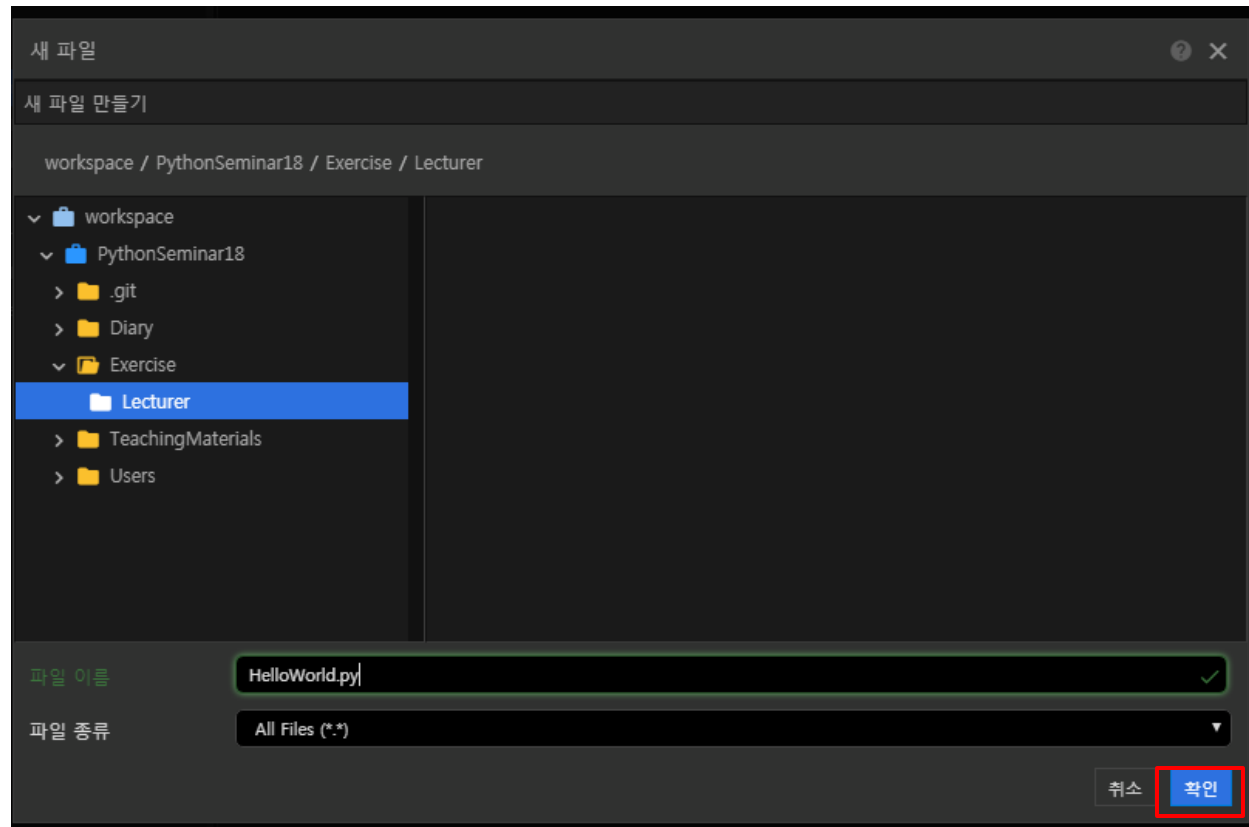 새 파일
새 파일 만들기
workspace / PythonSeminar18 / Exercise / Lecturer
workspace
PythonSeminar18
.git
Diary
Exercise
Lecturer
TeachingMaterials
Users
파일 이름 HelloWorld.py
파일 종류 All Files (*.*)
취소 확인